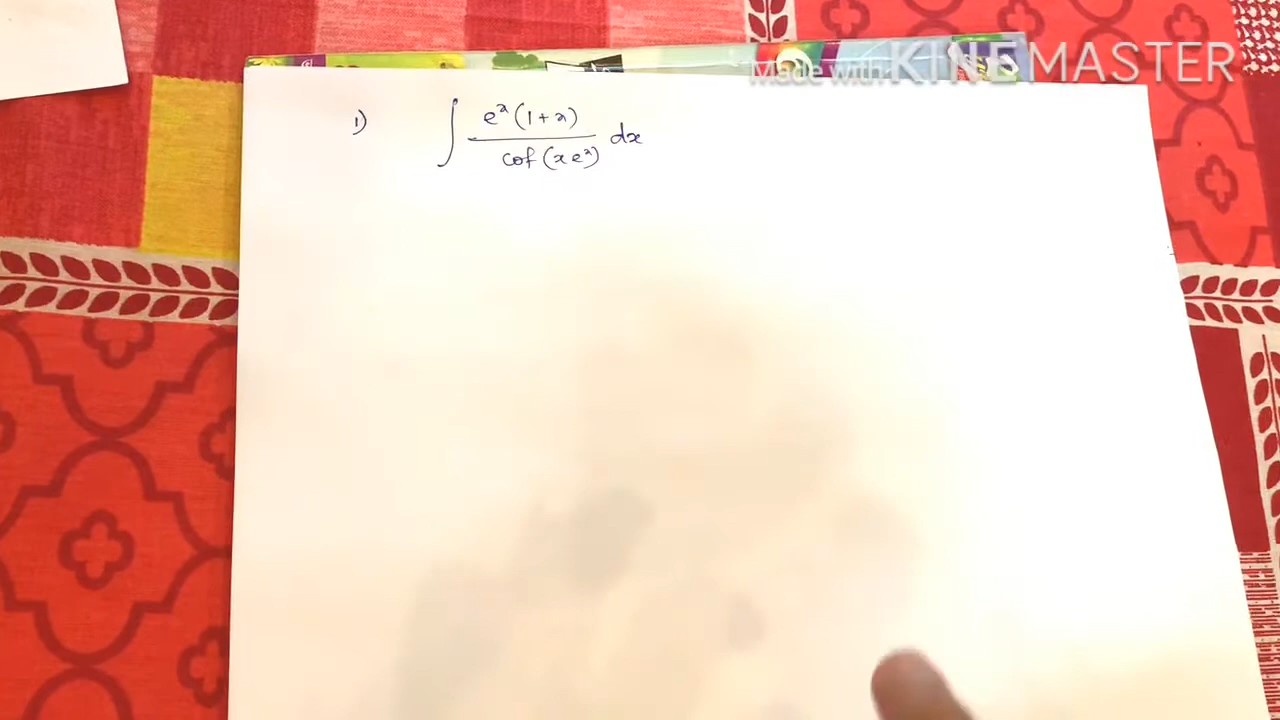 Made with KINEMASTER
1) ∫ e^x (1+x) / cot (x e^x) dx